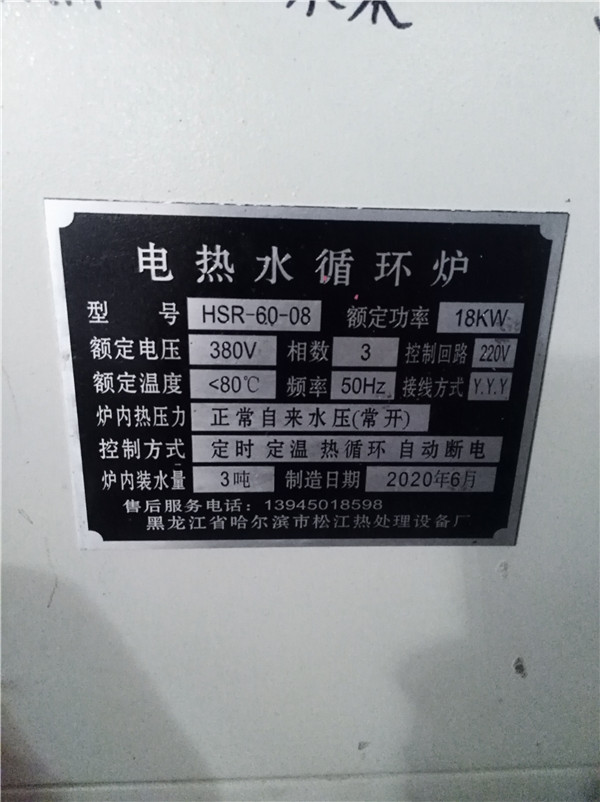 电热水循环炉
型 号 HSR-60-08 额定功率 18KW
额定电压 380V 相数 3 控制回路 220V
额定温度 <80℃ 频率 50Hz 接线方式 Y.Y.Y
炉内热压力 正常自来水压(常开)
控制方式 定时 定温 热循环 自动断电
炉内装水量 3吨 制造日期 2020年6月
售后服务电话：13945018598
黑龙江省哈尔滨市松江热处理设备厂